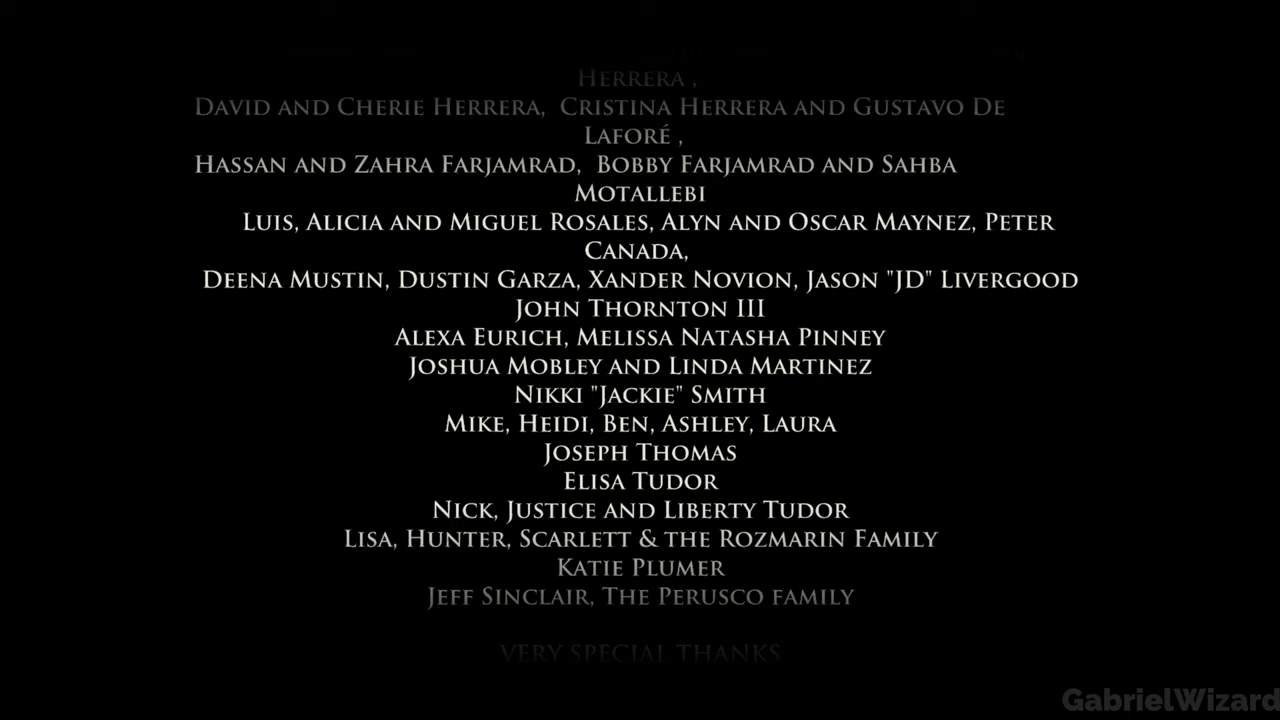 Herrera ,
David and Cherie Herrera, Cristina Herrera and Gustavo De
Laforé ,
Hassan and Zahra Farjamrad, Bobby Farjamrad and Sahba
Motallebi
Luis, Alicia and Miguel Rosales, Alyn and Oscar Maynez, Peter
Canada,
Deena Mustin, Dustin Garza, Xander Novion, Jason "JD" Livergood
John Thornton III
Alexa Eurich, Melissa Natasha Pinney
Joshua Mobley and Linda Martinez
Nikki "Jackie" Smith
Mike, Heidi, Ben, Ashley, Laura
Joseph Thomas
Elisa Tudor
Nick, Justice and Liberty Tudor
Lisa, Hunter, Scarlett & the Rozmarin Family
Katie Plumer
Jeff Sinclair, The Perusco family
VERY SPECIAL THANKS
GabrielWizard